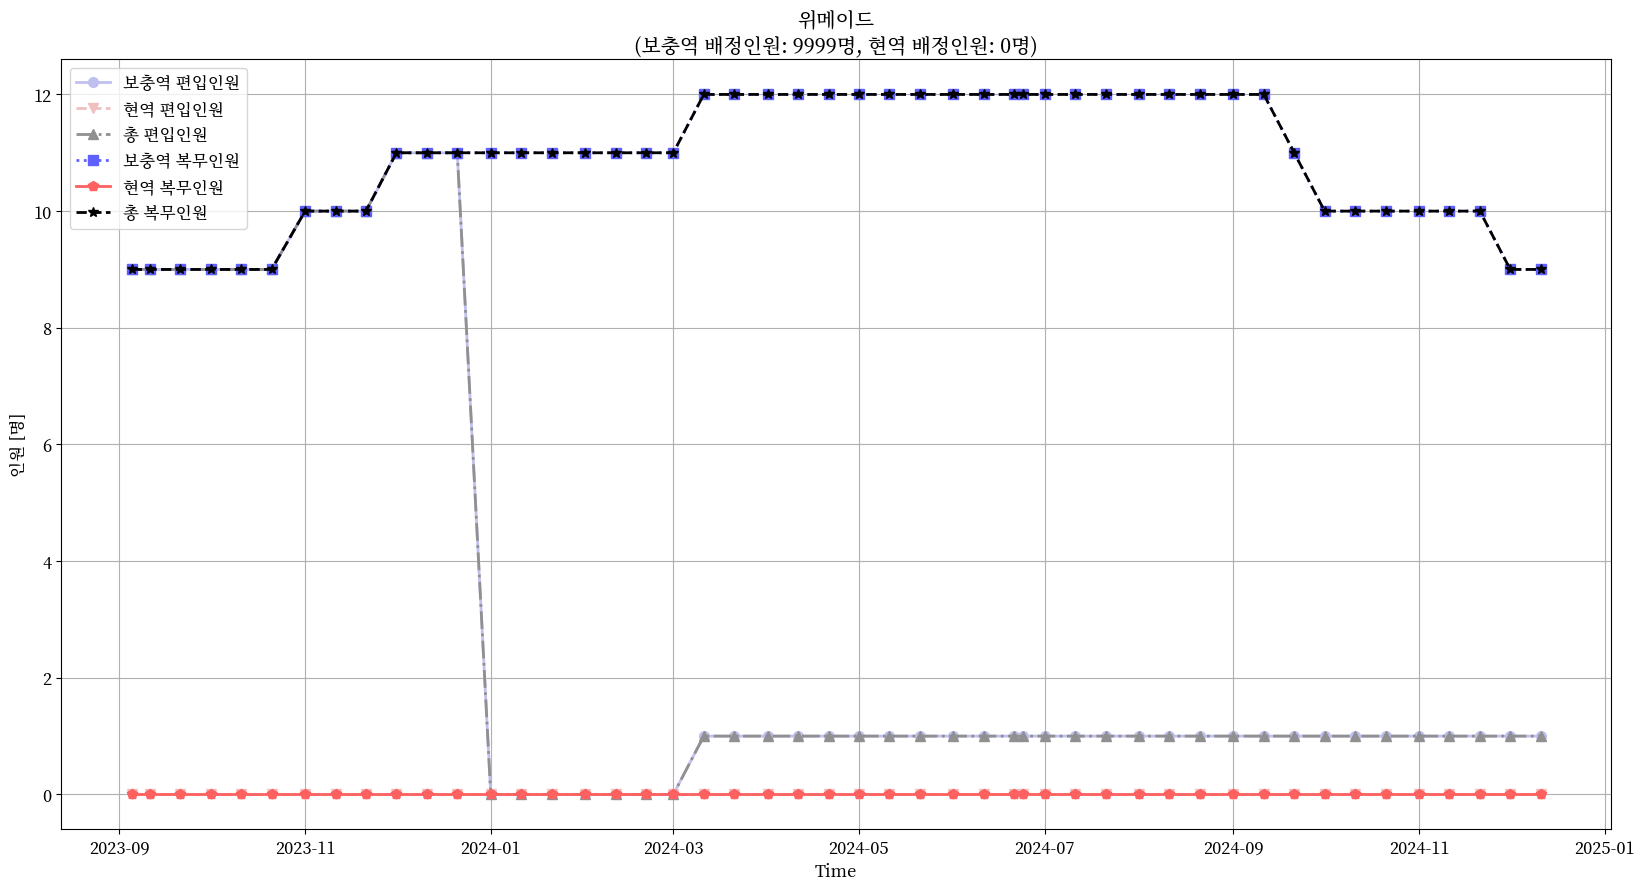 위메이드
(보충역 배정인원: 9999명, 현역 배정인원: 0명)
보충역 편입인원
현역 편입인원
총 편입인원
보충역 복무인원
현역 복무인원
총 복무인원
12
10
8
6
4
2
0
인원 [명]
2023-09 2023-11 2024-01 2024-03 2024-05 2024-07 2024-09 2024-11 2025-01
Time